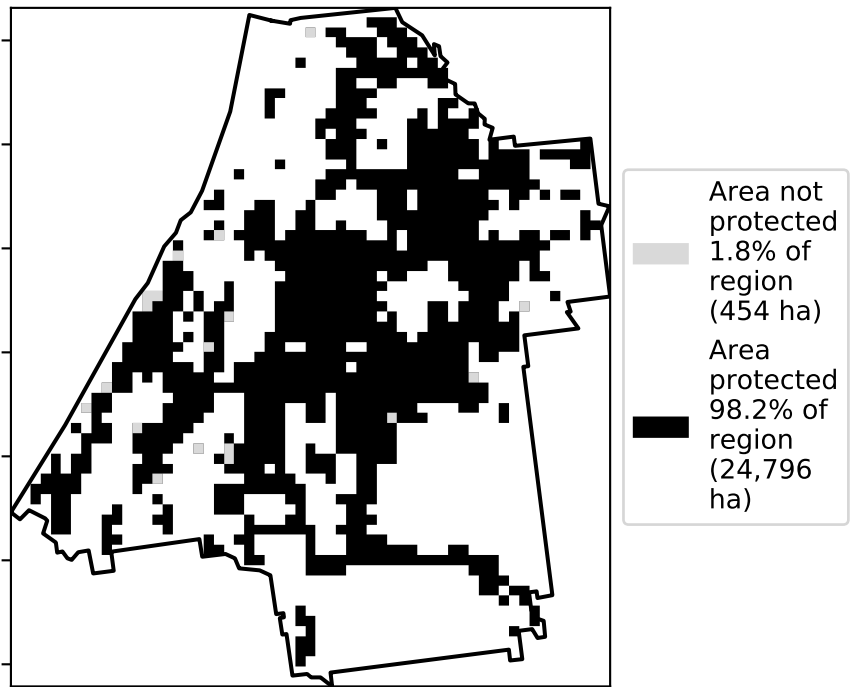 Area not
protected
1.8% of
region
(454 ha)
Area
protected
98.2% of
region
(24,796
ha)